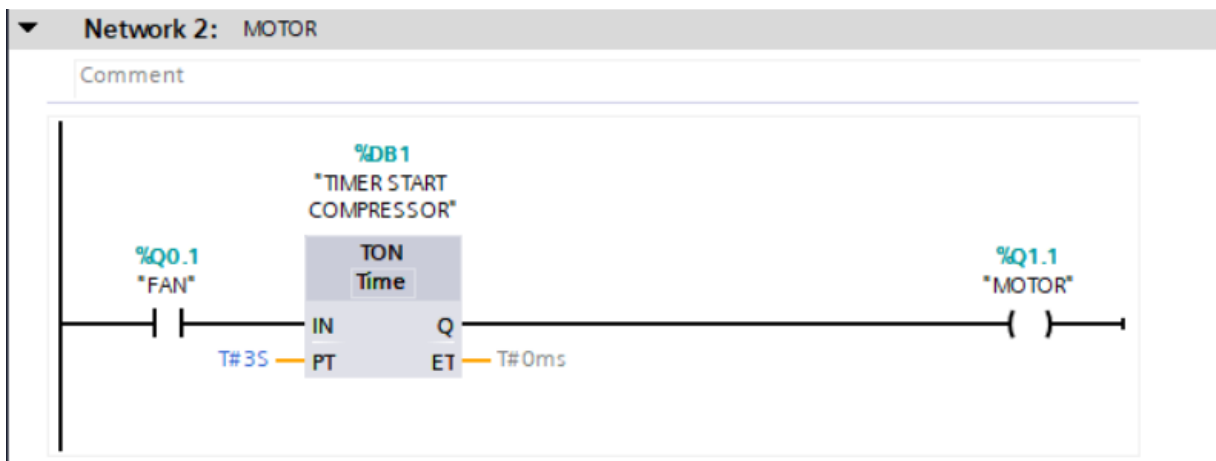 Network 2: MOTOR
Comment
%DB1
"TIMER START
COMPRESSOR"
%Q0.1
"FAN"
TON
Time
%Q1.1
"MOTOR"
IN Q
T#3S PT ET T#0ms